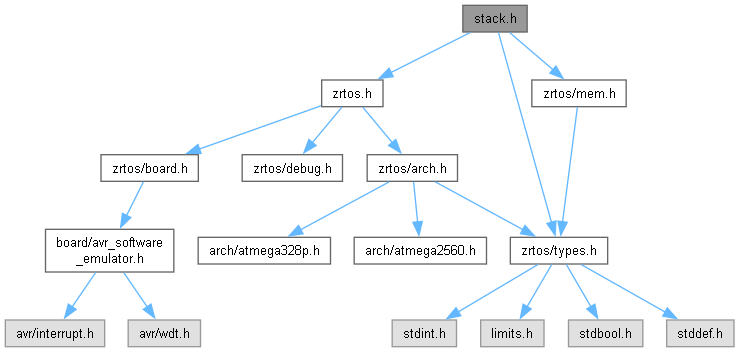 stack.h
zrtos.h
zrtos/mem.h
zrtos/board.h
zrtos/debug.h
zrtos/arch.h
board/avr_software
_emulator.h
arch/atmega328p.h
arch/atmega2560.h
zrtos/types.h
avr/interrupt.h
avr/wdt.h
stdint.h
limits.h
stdbool.h
stddef.h